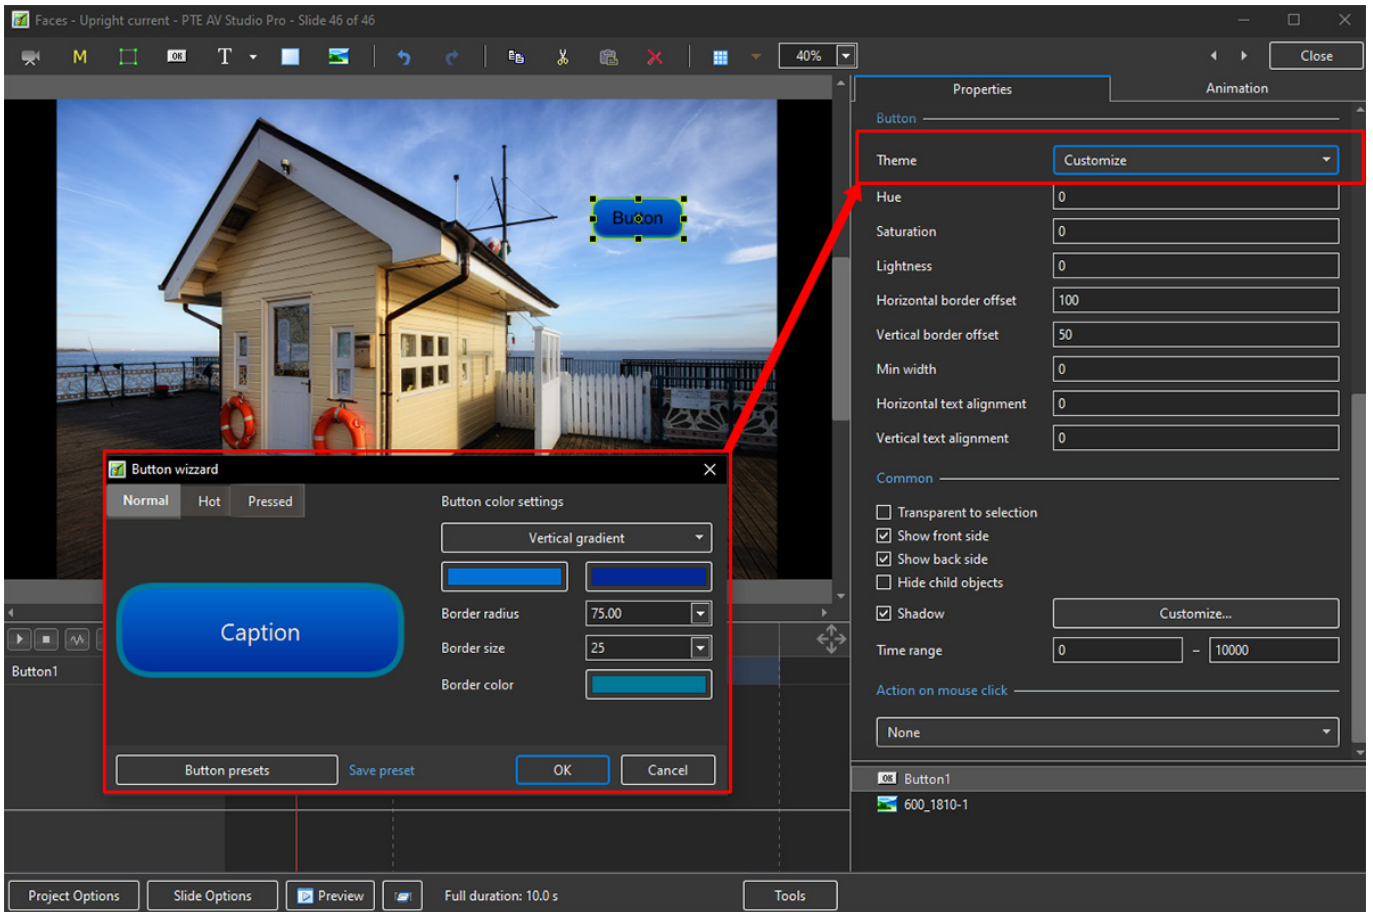 Faces - Upright current - PTE AV Studio Pro - Slide 46 of 46
M OK T 40% Close
Properties Animation
Button
Theme Customize
Hue 0
Saturation 0
Lightness 0
Horizontal border offset 100
Vertical border offset 50
Min width 0
Horizontal text alignment 0
Vertical text alignment 0
Common
Transparent to selection
Show front side
Show back side
Hide child objects
Shadow Customize...
Time range 0 - 10000
Action on mouse click
None
OK Button1
600_1810-1
Button
Button wizzard
Normal Hot Pressed
Button color settings
Vertical gradient
Caption
Border radius 75.00
Border size 25
Border color
Button presets Save preset OK Cancel
Button1
Project Options Slide Options Preview Full duration: 10.0 s Tools